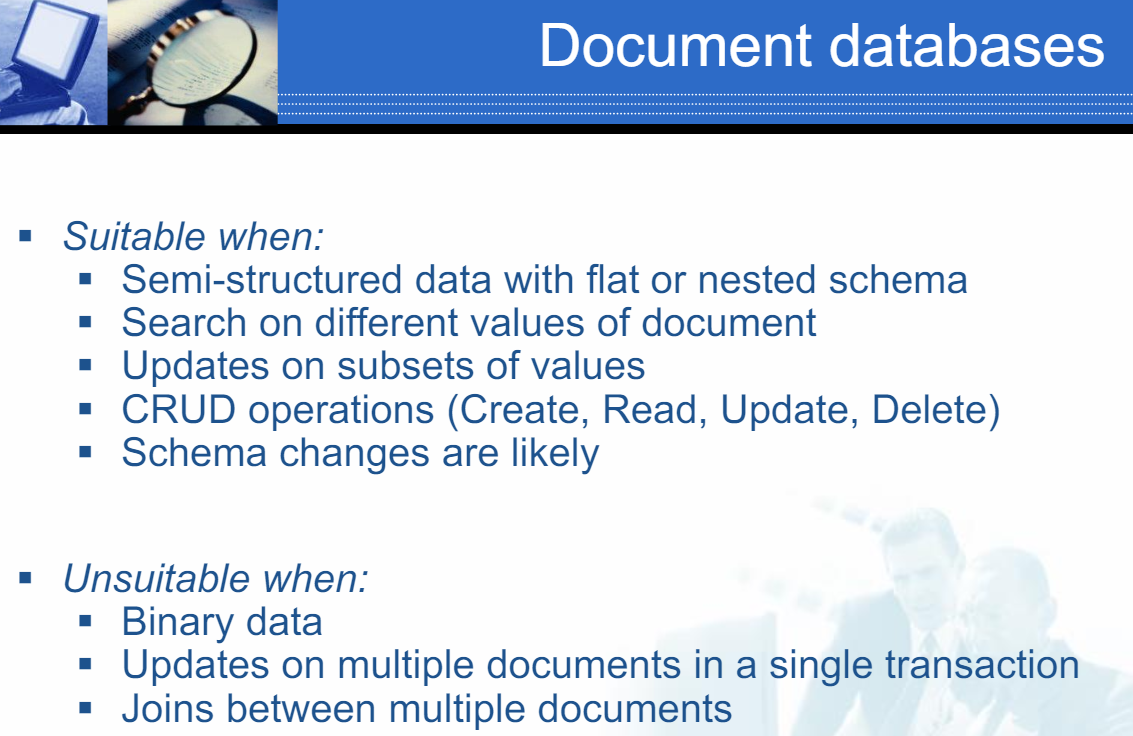 Document databases
▪ Suitable when:
▪ Semi-structured data with flat or nested schema
▪ Search on different values of document
▪ Updates on subsets of values
▪ CRUD operations (Create, Read, Update, Delete)
▪ Schema changes are likely
▪ Unsuitable when:
▪ Binary data
▪ Updates on multiple documents in a single transaction
▪ Joins between multiple documents